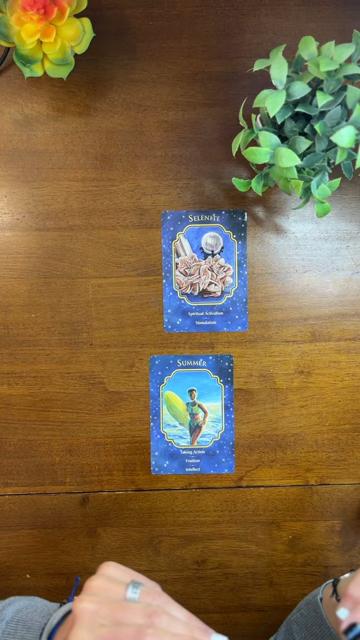 SELENITE
Spiritual Activation
Stimulation
SUMMER
Taking Action
Fruition
Intellect